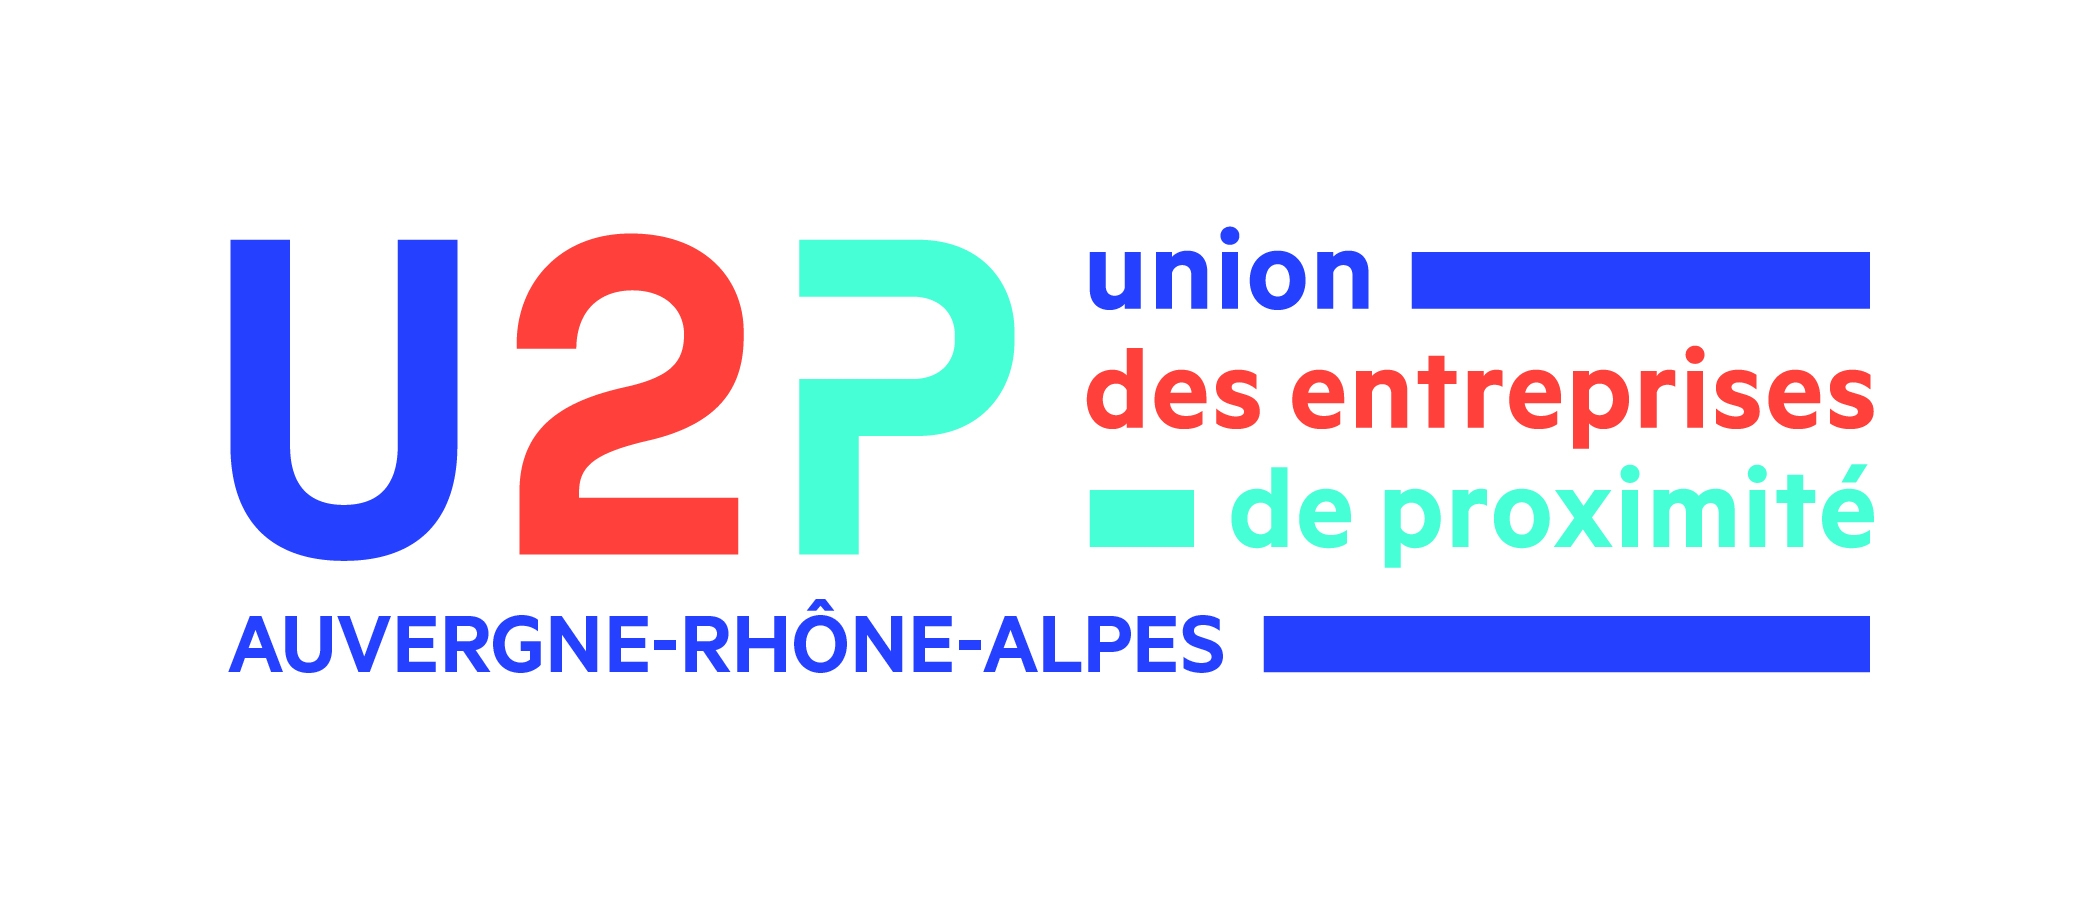 U2P
union
des entreprises
de proximité
AUVERGNE-RHÔNE-ALPES